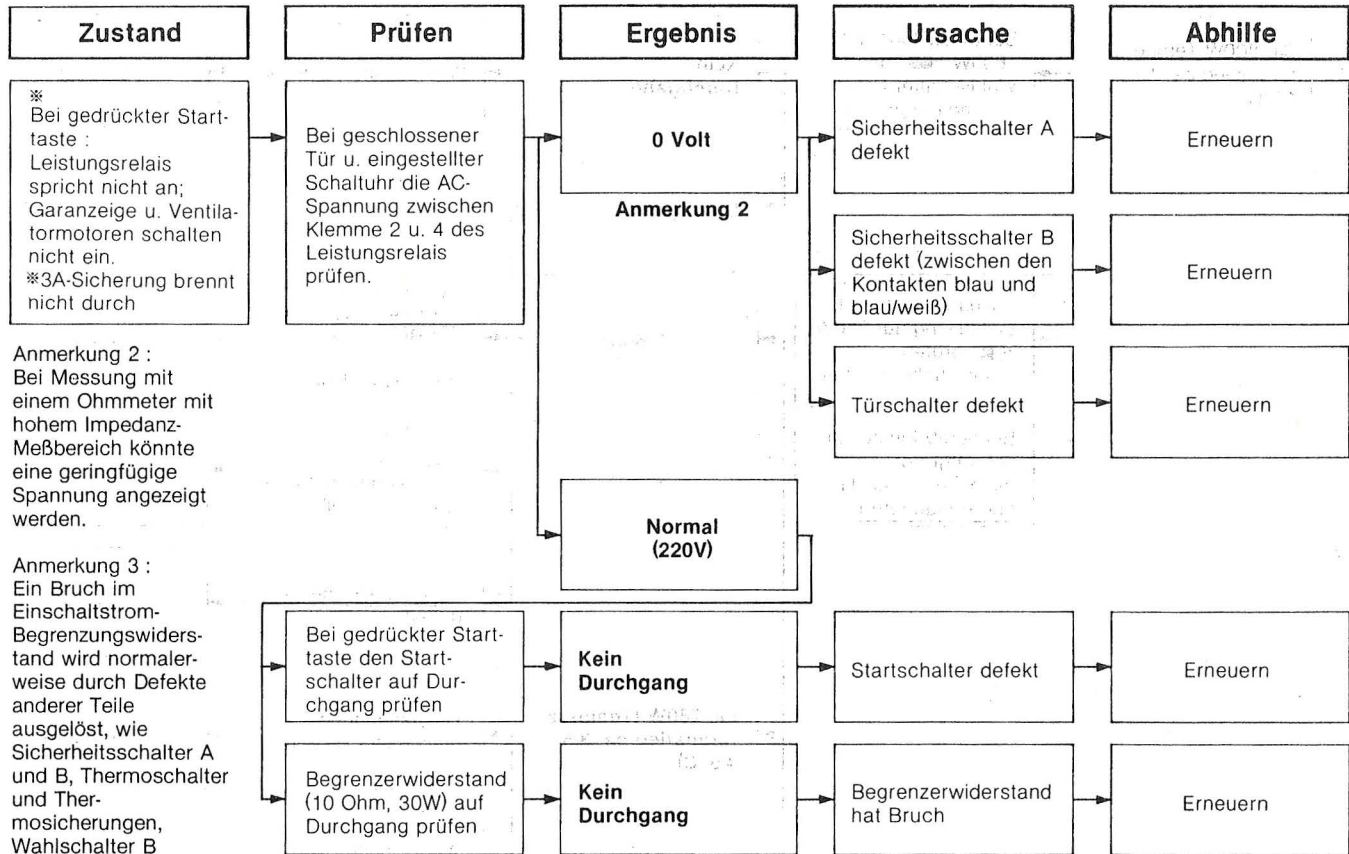 Zustand
Prüfen
Ergebnis
Ursache
Abhilfe
※
Bei gedrückter Start-
taste :
Leistungsrelais
spricht nicht an;
Garanzeige u. Ventila-
tormotoren schalten
nicht ein.
※3A-Sicherung brennt
nicht durch
Bei geschlossener
Tür u. eingestellter
Schaltuhr die AC-
Spannung zwischen
Klemme 2 u. 4 des
Leistungsrelais
prüfen.
0 Volt
Anmerkung 2
Sicherheitsschalter A
defekt
Erneuern
Sicherheitsschalter B
defekt (zwischen den
Kontakten blau und
blau/weiß)
Erneuern
Türschalter defekt
Erneuern
Anmerkung 2 :
Bei Messung mit
einem Ohmmeter mit
hohem Impedanz-
Meßbereich könnte
eine geringfügige
Spannung angezeigt
werden.
Normal
(220V)
Anmerkung 3 :
Ein Bruch im
Einschaltstrom-
Begrenzungswiders-
tand wird normaler-
weise durch Defekte
anderer Teile
ausgelöst, wie
Sicherheitsschalter A
und B, Thermoschalter
und Ther-
mosicherungen,
Wahlschalter B
Bei gedrückter Start-
taste den Start-
schalter auf Dur-
chgang prüfen
Kein
Durchgang
Startschalter defekt
Erneuern
Begrenzerwiderstand
(10 Ohm, 30W) auf
Durchgang prüfen
Kein
Durchgang
Begrenzerwiderstand
hat Bruch
Erneuern